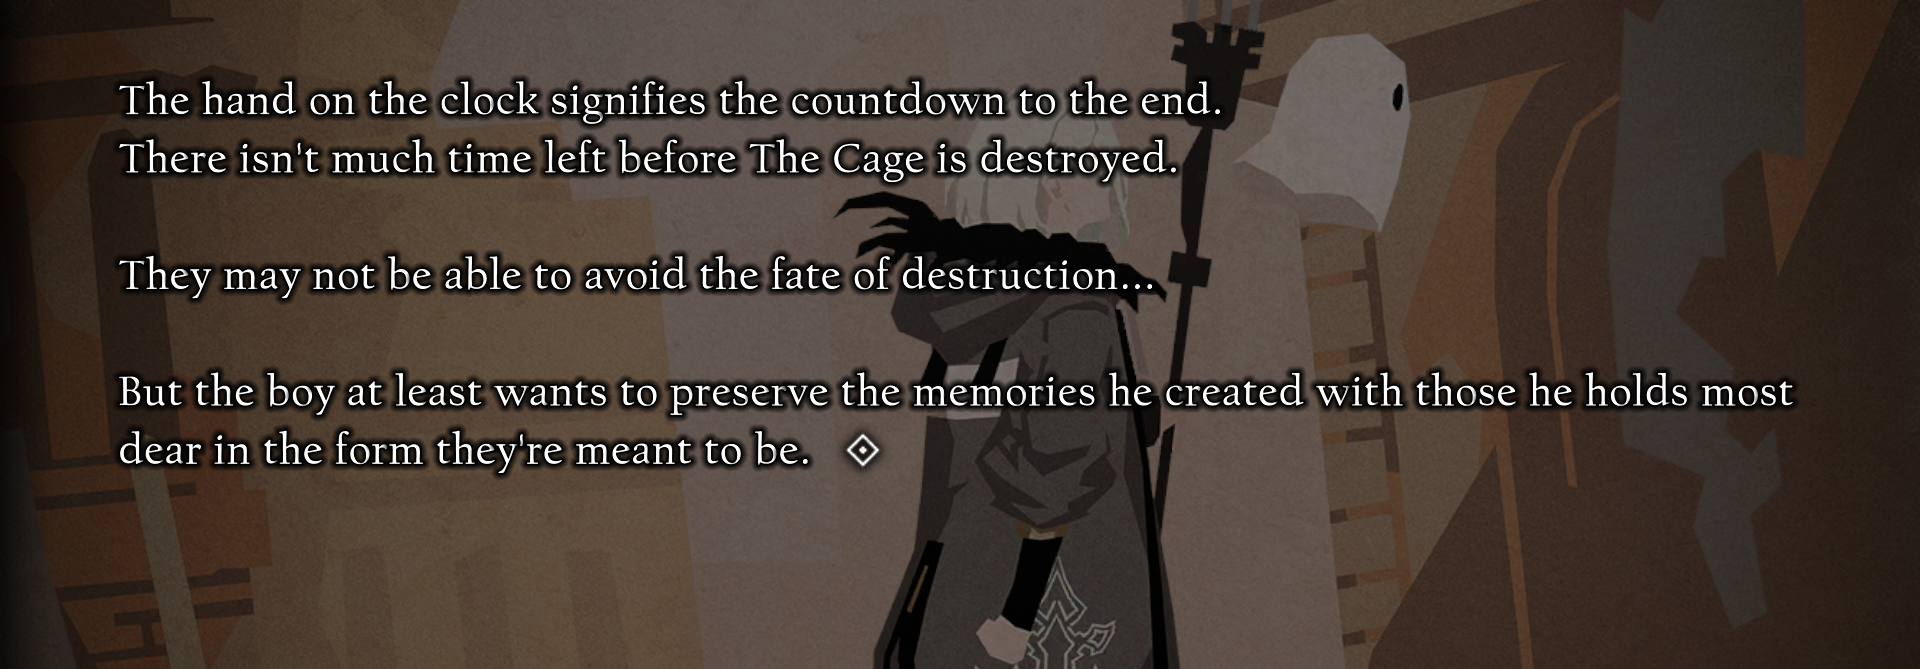 The hand on the clock signifies the countdown to the end.
There isn't much time left before The Cage is destroyed.
They may not be able to avoid the fate of destruction...
But the boy at least wants to preserve the memories he created with those he holds most
dear in the form they're meant to be.